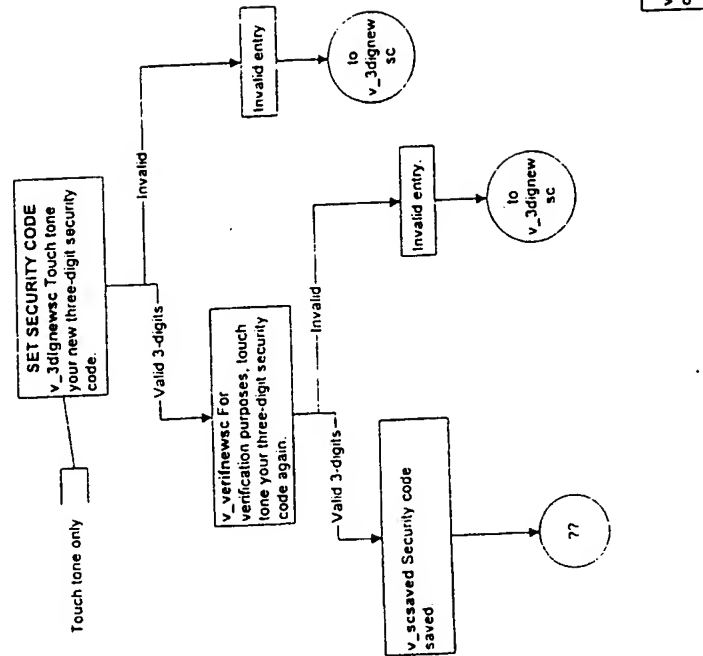 Touch tone only
SET SECURITY CODE
v_3dignewsc Touch tone
your new three-digit security
code.
Invalid
Invalid entry
to
v_3dignew
sc
Valid 3-digits
v_verifnewsc For
verification purposes, touch
tone your three-digit security
code again.
Invalid
Invalid entry.
to
v_3dignew
sc
Valid 3-digits
v_scsaved Security code
saved.
??